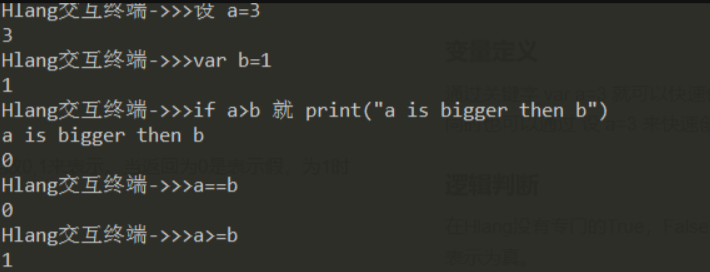 Hlang交互终端->>>设 a=3
3
Hlang交互终端->>>var b=1
1
Hlang交互终端->>>if a>b 就 print("a is bigger then b")
a is bigger then b
0
Hlang交互终端->>>a==b
0
Hlang交互终端->>>a>=b
1
变量定义
逻辑判断